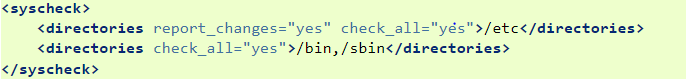 <syscheck>
    <directories report_changes="yes" check_all="yes">/etc</directories>
    <directories check_all="yes">/bin,/sbin</directories>
</syscheck>